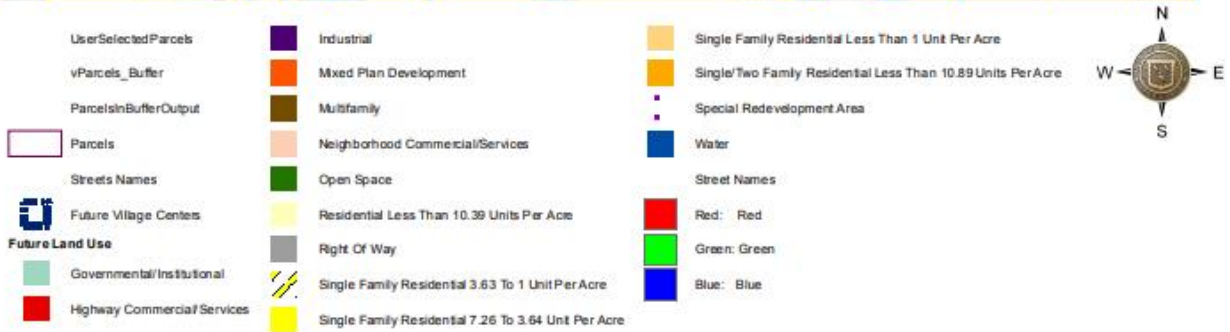 UserSelectedParcels
vParcels_Buffer
ParcelsInBufferOutput
Parcels
Streets Names
Future Village Centers
Future Land Use
Governmental/Institutional
Highway Commercial/Services
Industrial
Mixed Plan Development
Multifamily
Neighborhood Commercial/Services
Open Space
Residential Less Than 10.39 Units Per Acre
Right Of Way
Single Family Residential 3.63 To 1 Unit Per Acre
Single Family Residential 7.26 To 3.64 Unit Per Acre
Single Family Residential Less Than 1 Unit Per Acre
Single/Two Family Residential Less Than 10.89 Units Per Acre
Special Redevelopment Area
Water
Street Names
Red: Red
Green: Green
Blue: Blue
N
W E
S